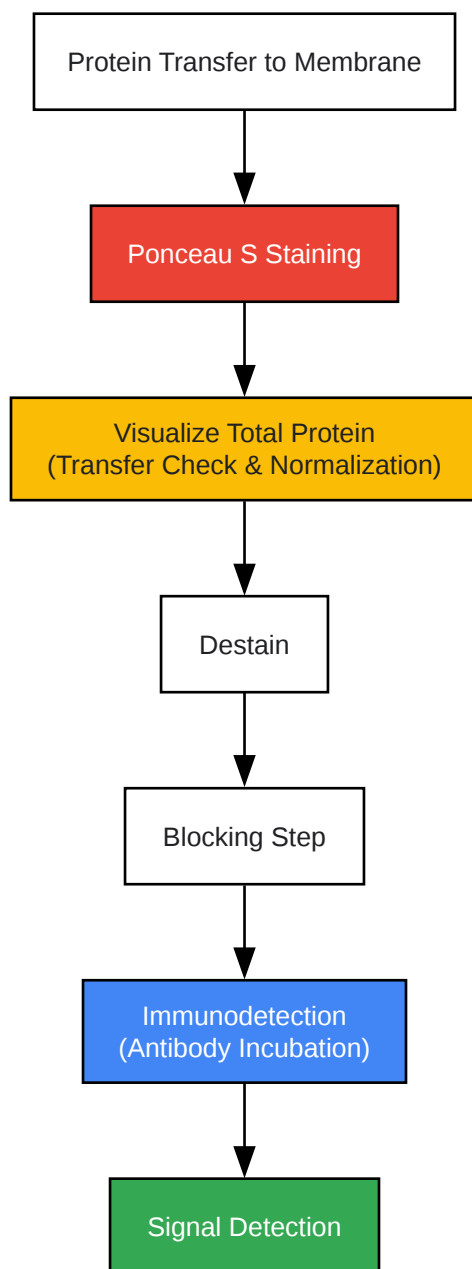 Protein Transfer to Membrane
Ponceau S Staining
Visualize Total Protein
(Transfer Check & Normalization)
Destain
Blocking Step
Immunodetection
(Antibody Incubation)
Signal Detection